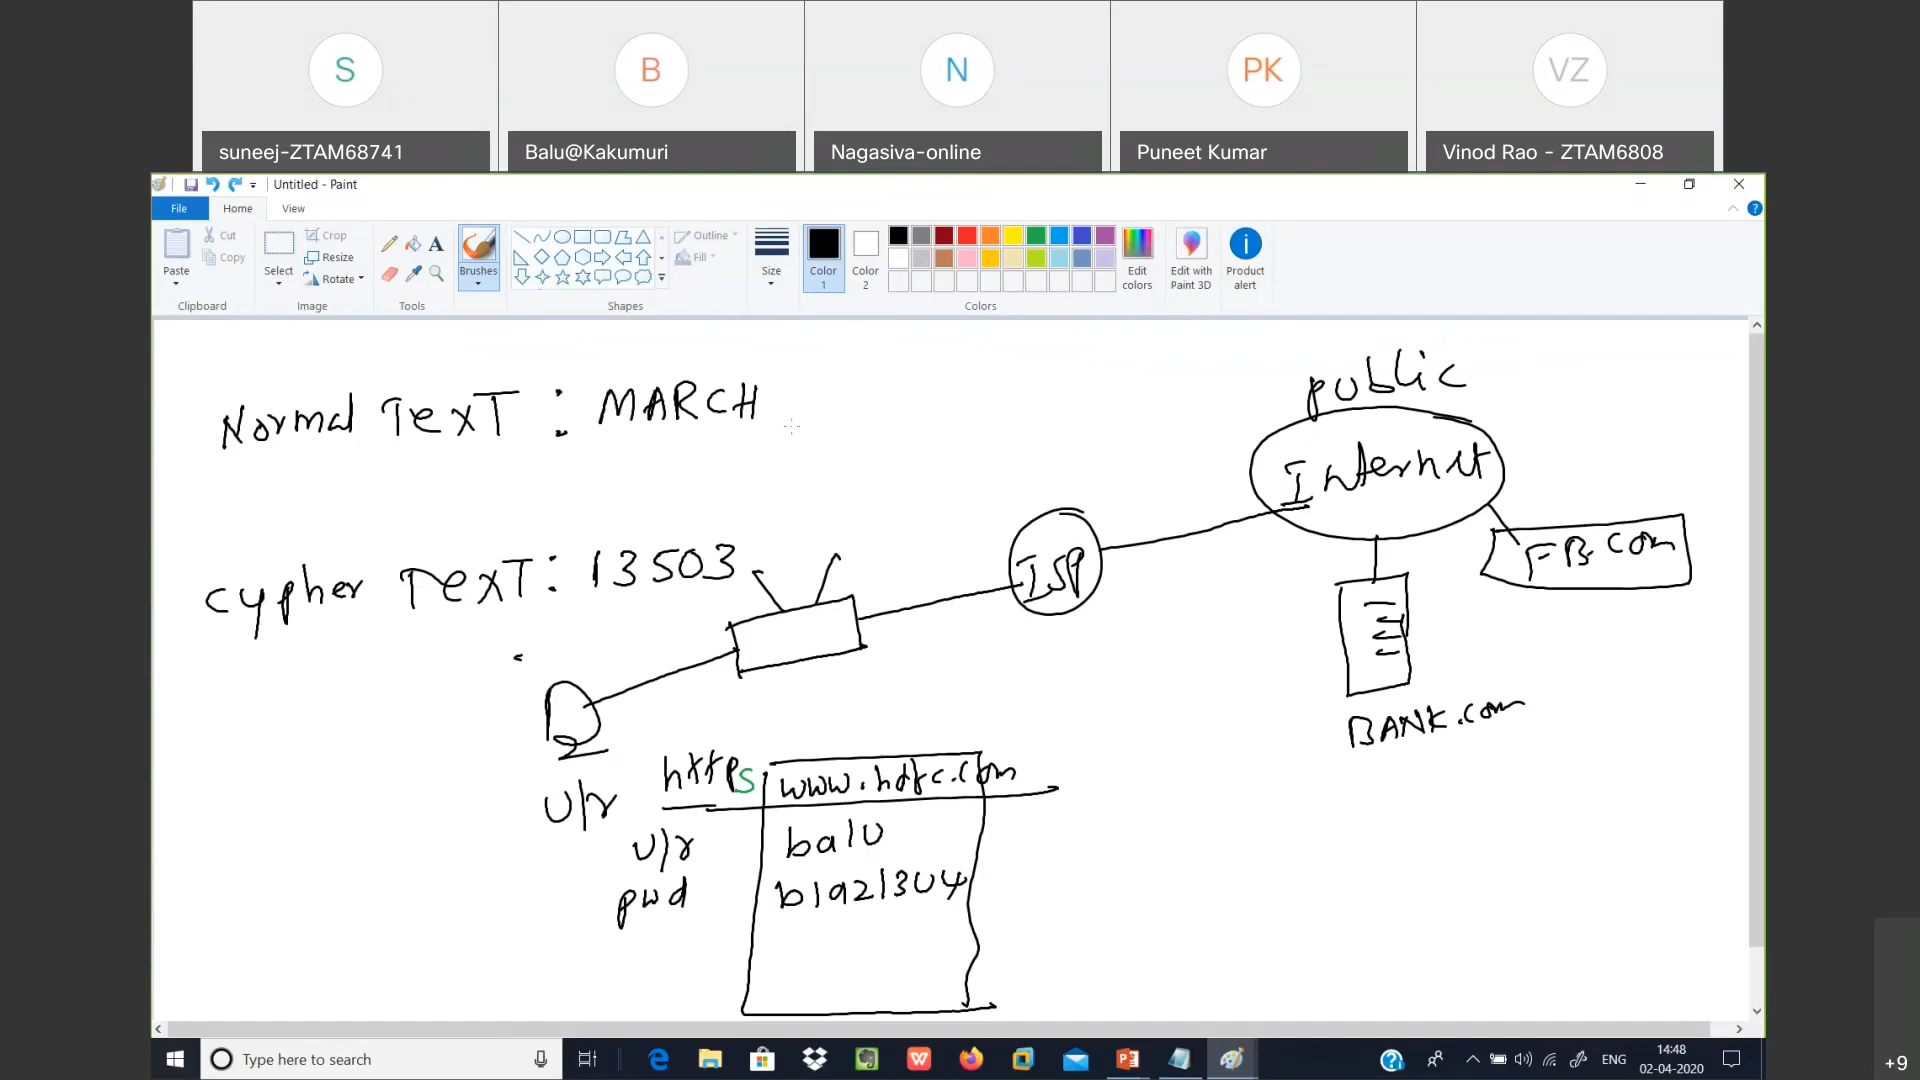 S
B
N
PK
VZ
suneej-ZTAM68741
Balu@Kakumuri
Nagasiva-online
Puneet Kumar
Vinod Rao - ZTAM6808
Untitled - Paint
File Home View
Paste
Cut
Copy
Clipboard
Select
Crop
Resize
Rotate
Image
A
Tools
Brushes
Outline
Fill
Shapes
Size
Color 1
Color 2
Colors
Edit colors
Edit with Paint 3D
Product alert
Normal Text : MARCH
public
Internet
FB.com
ISP
cypher Text : 13503
BANK.com
U/r
https www.hdfc.com
U/r balu
pwd b1a21304
Type here to search
ENG
14:48
02-04-2020
+9